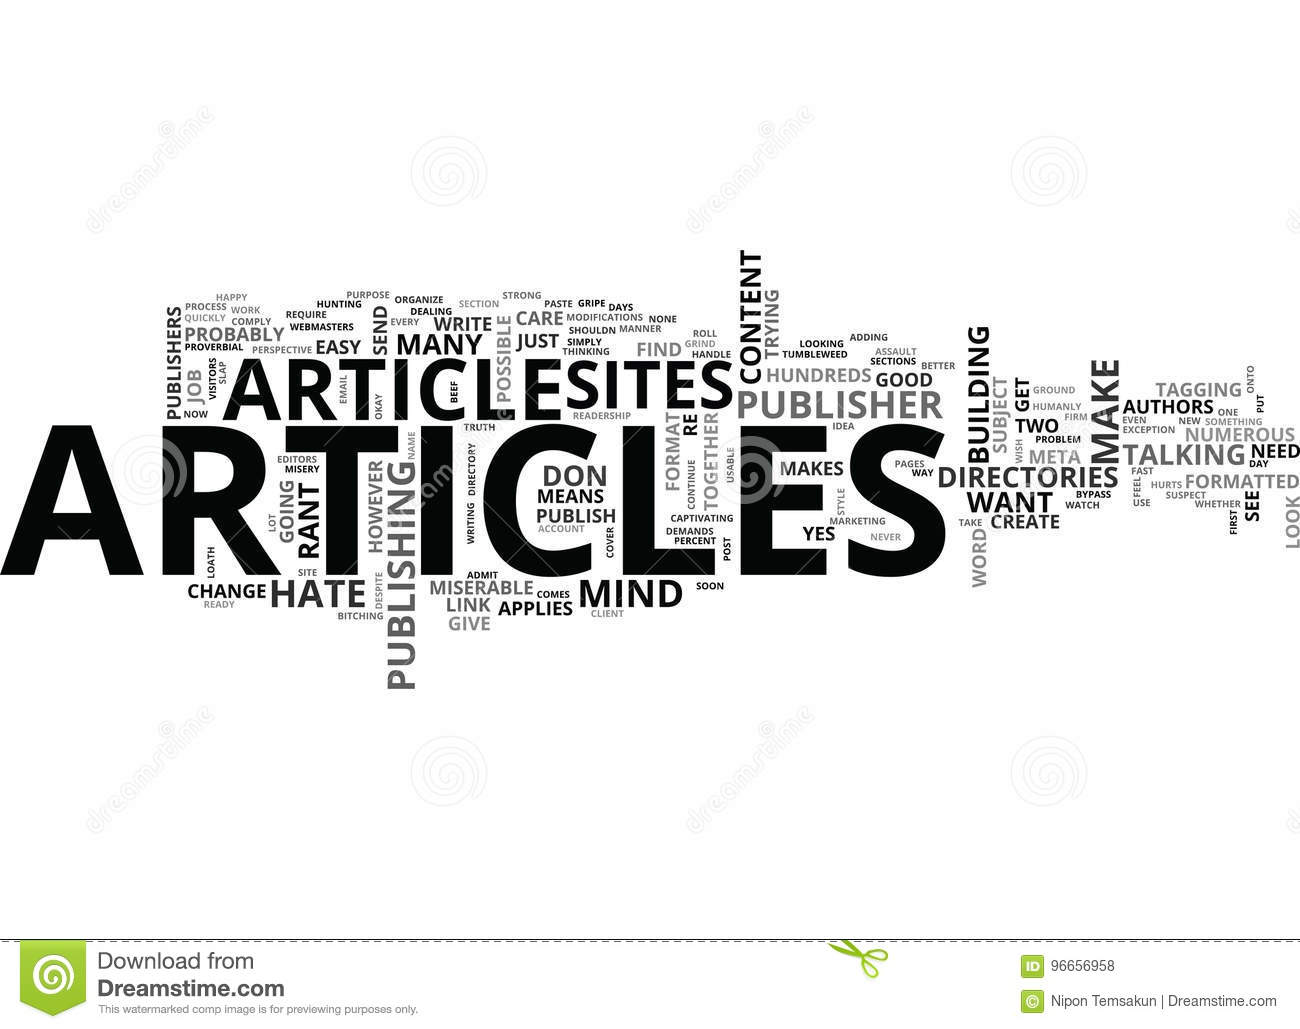 CONTENT
HAPPY
PURPOSE
ORGANIZE
STRONG
PROCESS
WORK
HUNTING
SECTION
PASTE
GRIPE
DAYS
TRYING
PUBLISHERS
QUICKLY
COMPLY
REQUIRE
SEND
DEALING
CARE
MODIFICATIONS
NONE
PROBABLY
WEBMASTERS
EVERY
WRITE
POSSIBLE
SHOULDN
MANNER
ROLL
PROVERBIAL
PERSPECTIVE
EASY
MANY
JUST
SIMPLY
THINKING
FIND
GRIND
HANDLE
LOOKING
ADDING
TUMBLEWEED
ASSAULT
SECTIONS
BETTER
BUILDING
JOB
VISITORS
SLAP
NOW
ARTICLE
EMAIL
OKAY
BEEF
SITES
HUNDREDS
GOOD
PUBLISHER
SUBJECT
GET
GROUND
MAKE
TAGGING
ONTO
PUT
HUMANLY
FIRM
AUTHORS
ONE
TRUTH
READERSHIP
FORMAT
RE
IDEA
WISH
TWO
PROBLEM
EVEN
NEW
SOMETHING
EXCEPTION
NUMEROUS
ARTICLES
EDITORS
MISERY
NAME
DIRECTORY
WRITING
DON
MEANS
PUBLISH
ACCOUNT
COVER
CONTINUE
TOGETHER
USABLE
MAKES
PAGES
WAY
DIRECTORIES
META
TALKING
NEED
DAY
FAST
FEEL
USE
HURTS
SUSPECT
FORMATTED
WHETHER
LOT
GOING
RANT
HOWEVER
PUBLISHING
CAPTIVATING
DEMANDS
PERCENT
POST
STYLE
YES
MARKETING
NEVER
WANT
BYPASS
WATCH
TAKE
CREATE
WORD
FIRST
SEE
LOOK
LOATH
SITE
DESPITE
CHANGE
READY
HATE
BITCHING
ADMIT
MISERABLE
LINK
GIVE
APPLIES
COMES
MIND
CLIENT
SOON
dreamstime
dreamstime
dreamstime
dreamstime
Download from
Dreamstime.com
This watermarked comp image is for previewing purposes only.
ID 96656958
© Nipon Temsakun | Dreamstime.com